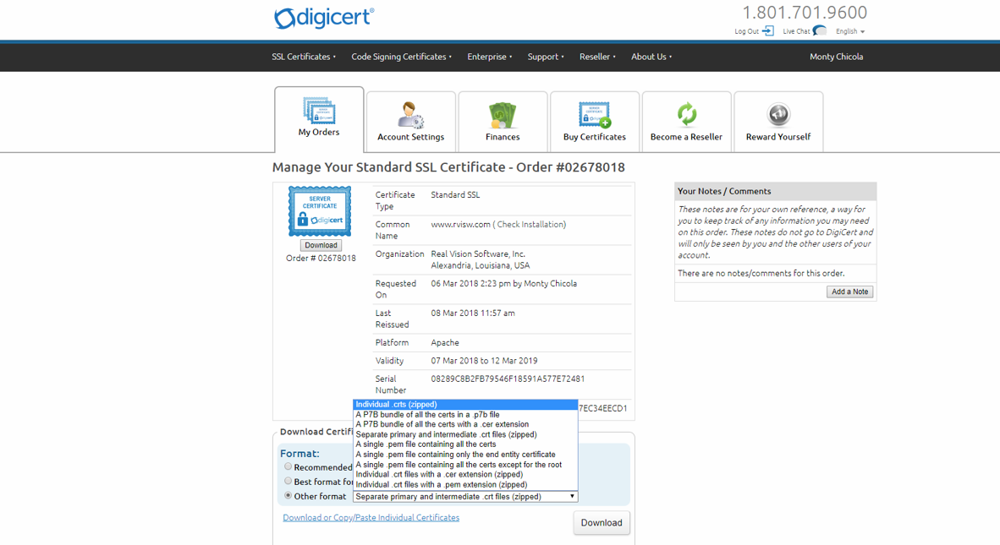 digicert®
1.801.701.9600
Log Out Live Chat English
SSL Certificates Code Signing Certificates Enterprise Support Reseller About Us Monty Chicola
My Orders Account Settings Finances Buy Certificates Become a Reseller Reward Yourself
Manage Your Standard SSL Certificate - Order #02678018
SERVER
CERTIFICATE
digicert
Download
Order # 02678018
Certificate Type Standard SSL
Common Name www.rvisw.com ( Check Installation)
Organization Real Vision Software, Inc.
Alexandria, Louisiana, USA
Requested On 06 Mar 2018 2:23 pm by Monty Chicola
Last Reissued 08 Mar 2018 11:57 am
Platform Apache
Validity 07 Mar 2018 to 12 Mar 2019
Serial Number 08289C8B2FB79546F18591A577E72481
7EC34EECD1
Your Notes / Comments
These notes are for your own reference, a way for
you to keep track of any information you may need
on this order. These notes do not go to DigiCert and
will only be seen by you and the other users of your
account.
There are no notes/comments for this order.
Add a Note
Download Certifi
Format:
Recommended
Best format fo
Other format
Individual .crts (zipped)
A P7B bundle of all the certs in a .p7b file
A P7B bundle of all the certs with a .cer extension
Separate primary and intermediate .crt files (zipped)
A single .pem file containing all the certs
A single .pem file containing only the end entity certificate
A single .pem file containing all the certs except for the root
Individual .crt files with a .cer extension (zipped)
Individual .crt files with a .pem extension (zipped)
Separate primary and intermediate .crt files (zipped)
Download or Copy/Paste Individual Certificates
Download